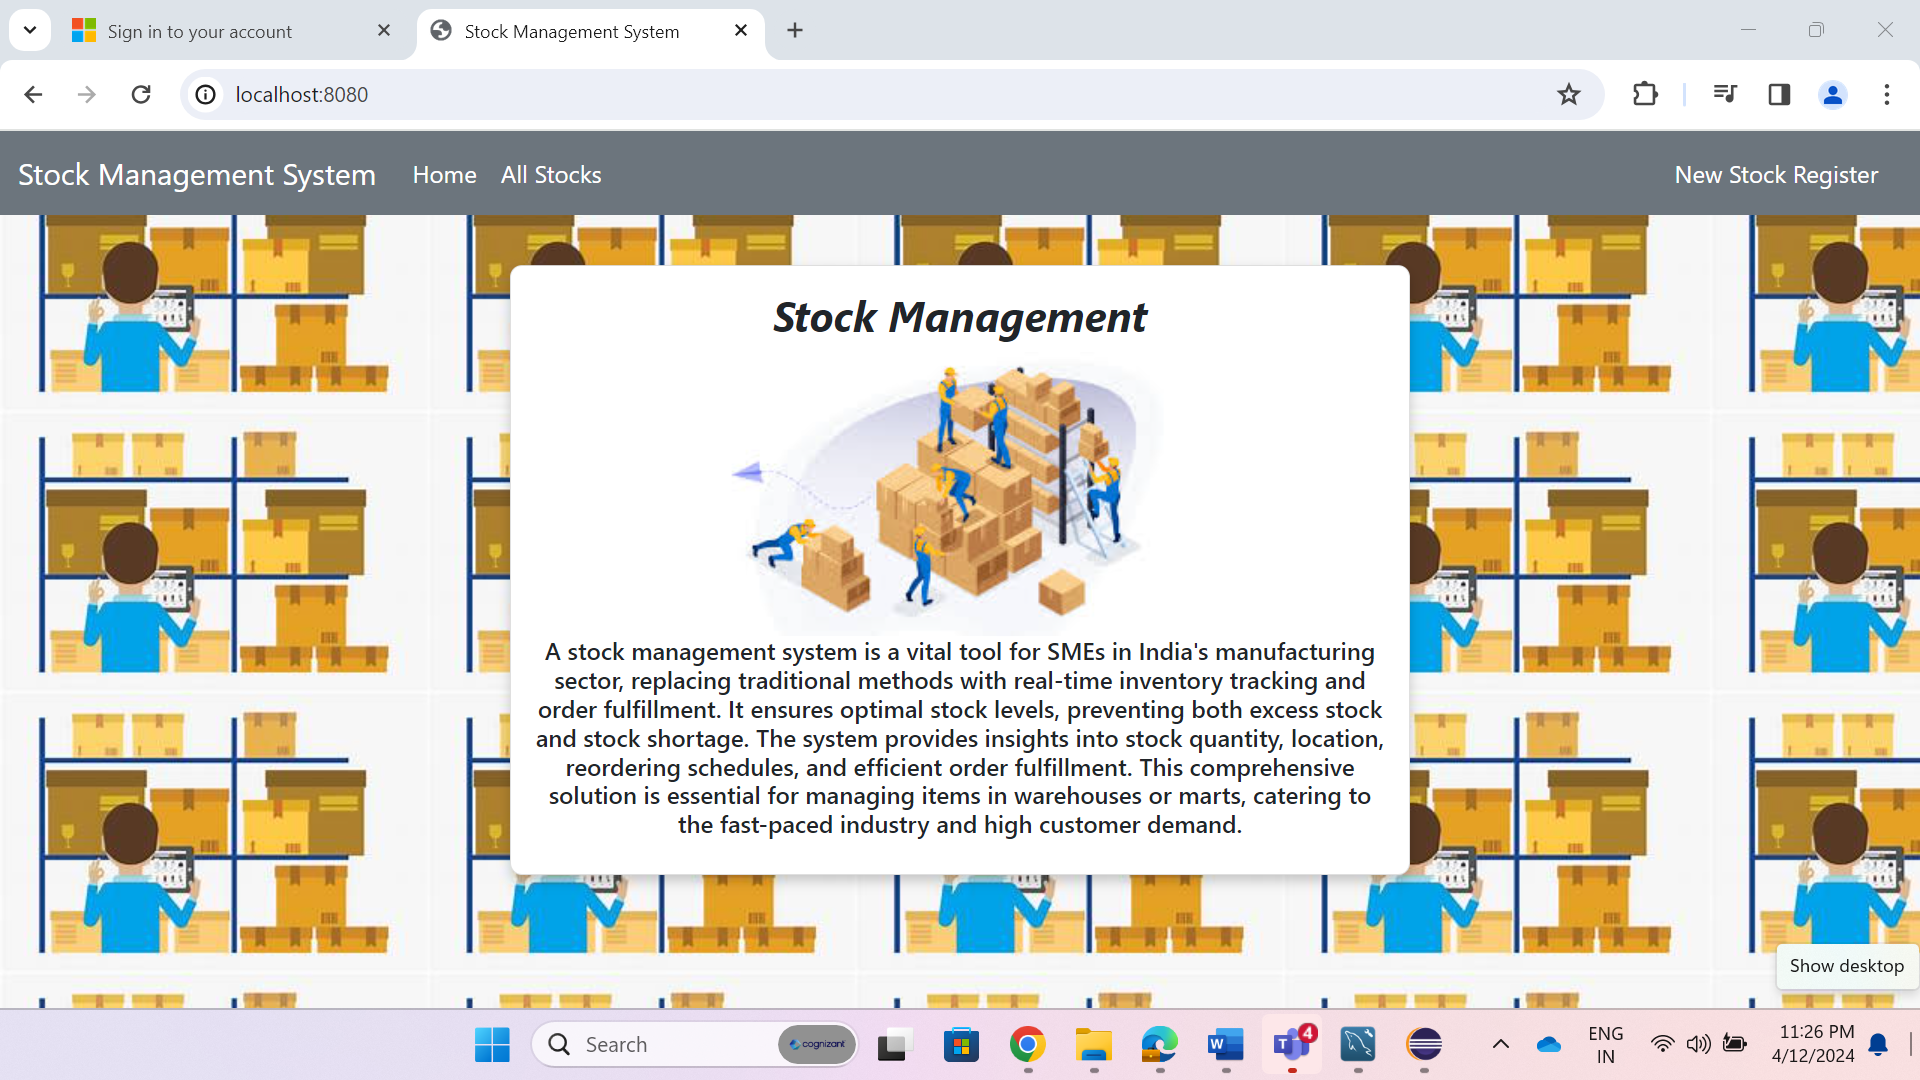 Sign in to your account
Stock Management System
localhost:8080
Stock Management System
Home
All Stocks
New Stock Register
Stock Management
A stock management system is a vital tool for SMEs in India's manufacturing
sector, replacing traditional methods with real-time inventory tracking and
order fulfillment. It ensures optimal stock levels, preventing both excess stock
and stock shortage. The system provides insights into stock quantity, location,
reordering schedules, and efficient order fulfillment. This comprehensive
solution is essential for managing items in warehouses or marts, catering to
the fast-paced industry and high customer demand.
Show desktop
Search
cognizant
W
T
4
ENG
IN
11:26 PM
4/12/2024